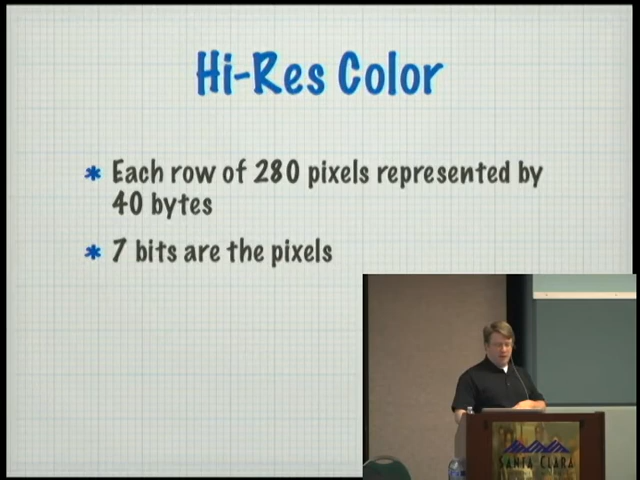 Hi-Res Color
* Each row of 280 pixels represented by
40 bytes
* 7 bits are the pixels
SANTA CLARA